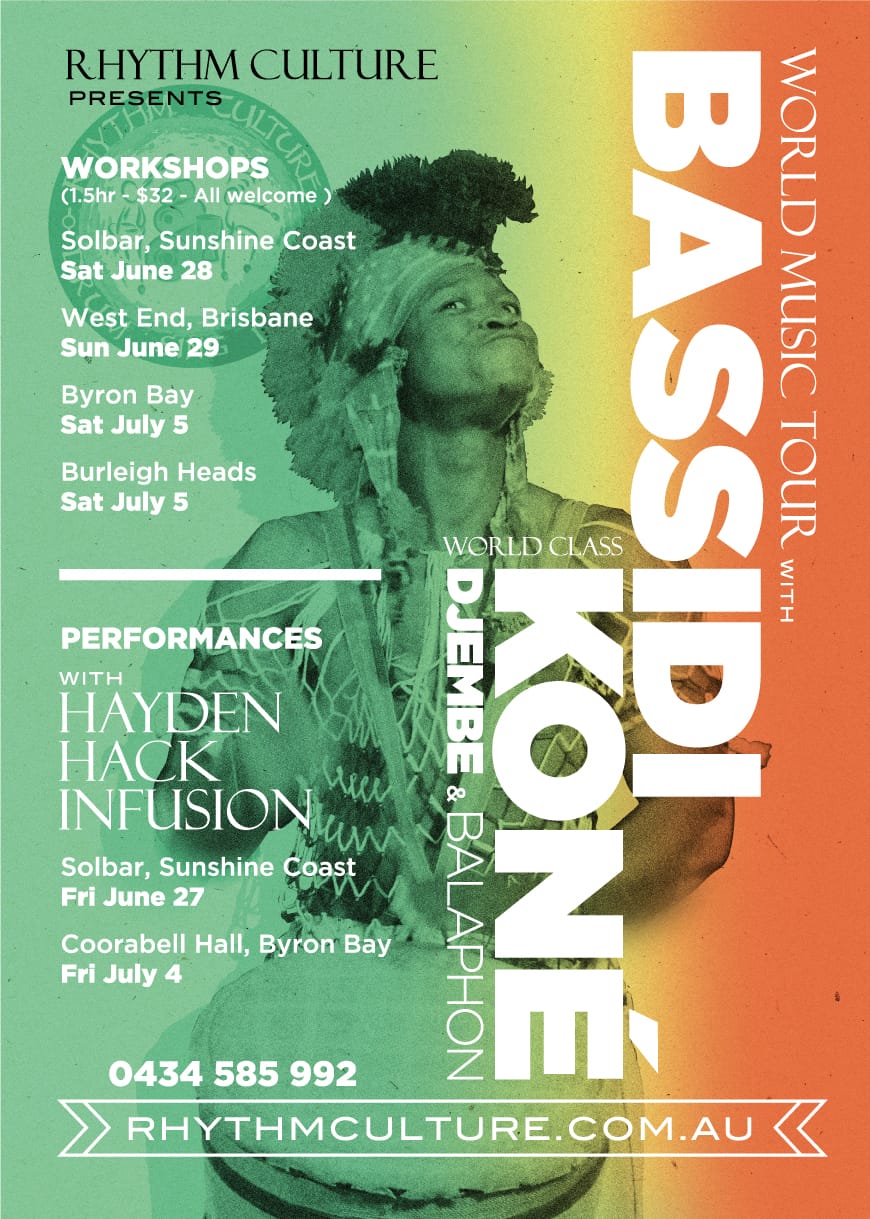 RHYTHM CULTURE
PRESENTS
RHYTHM CULTURE
WORKSHOPS
(1.5hr - $32 - All welcome )
Solbar, Sunshine Coast
Sat June 28
West End, Brisbane
Sun June 29
Byron Bay
Sat July 5
Burleigh Heads
Sat July 5
PERFORMANCES
WITH
HAYDEN
HACK
INFUSION
Solbar, Sunshine Coast
Fri June 27
Coorabell Hall, Byron Bay
Fri July 4
WORLD MUSIC TOUR WITH
BASSIDI
KONÉ
WORLD CLASS
DJEMBE & BALAPHON
0434 585 992
RHYTHMCULTURE.COM.AU